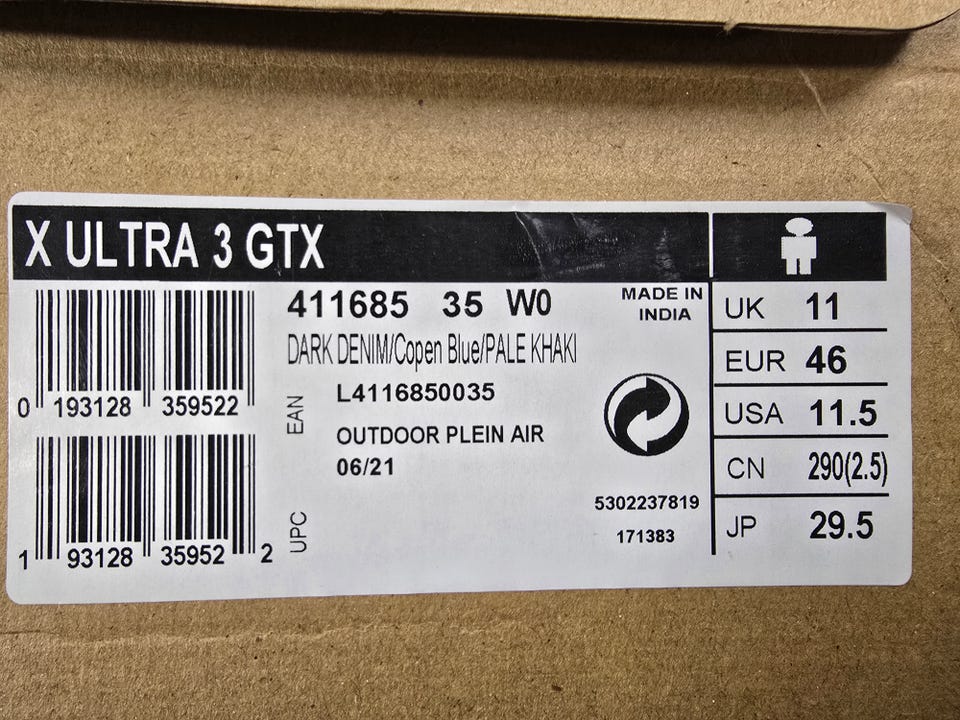 X ULTRA 3 GTX
411685 35 W0
DARK DENIM/Copen Blue/PALE KHAKI
L4116850035
OUTDOOR PLEIN AIR
06/21
EAN
UPC
0 193128 359522
1 93128 35952 2
MADE IN
INDIA
5302237819
171383
UK 11
EUR 46
USA 11.5
CN 290(2.5)
JP 29.5